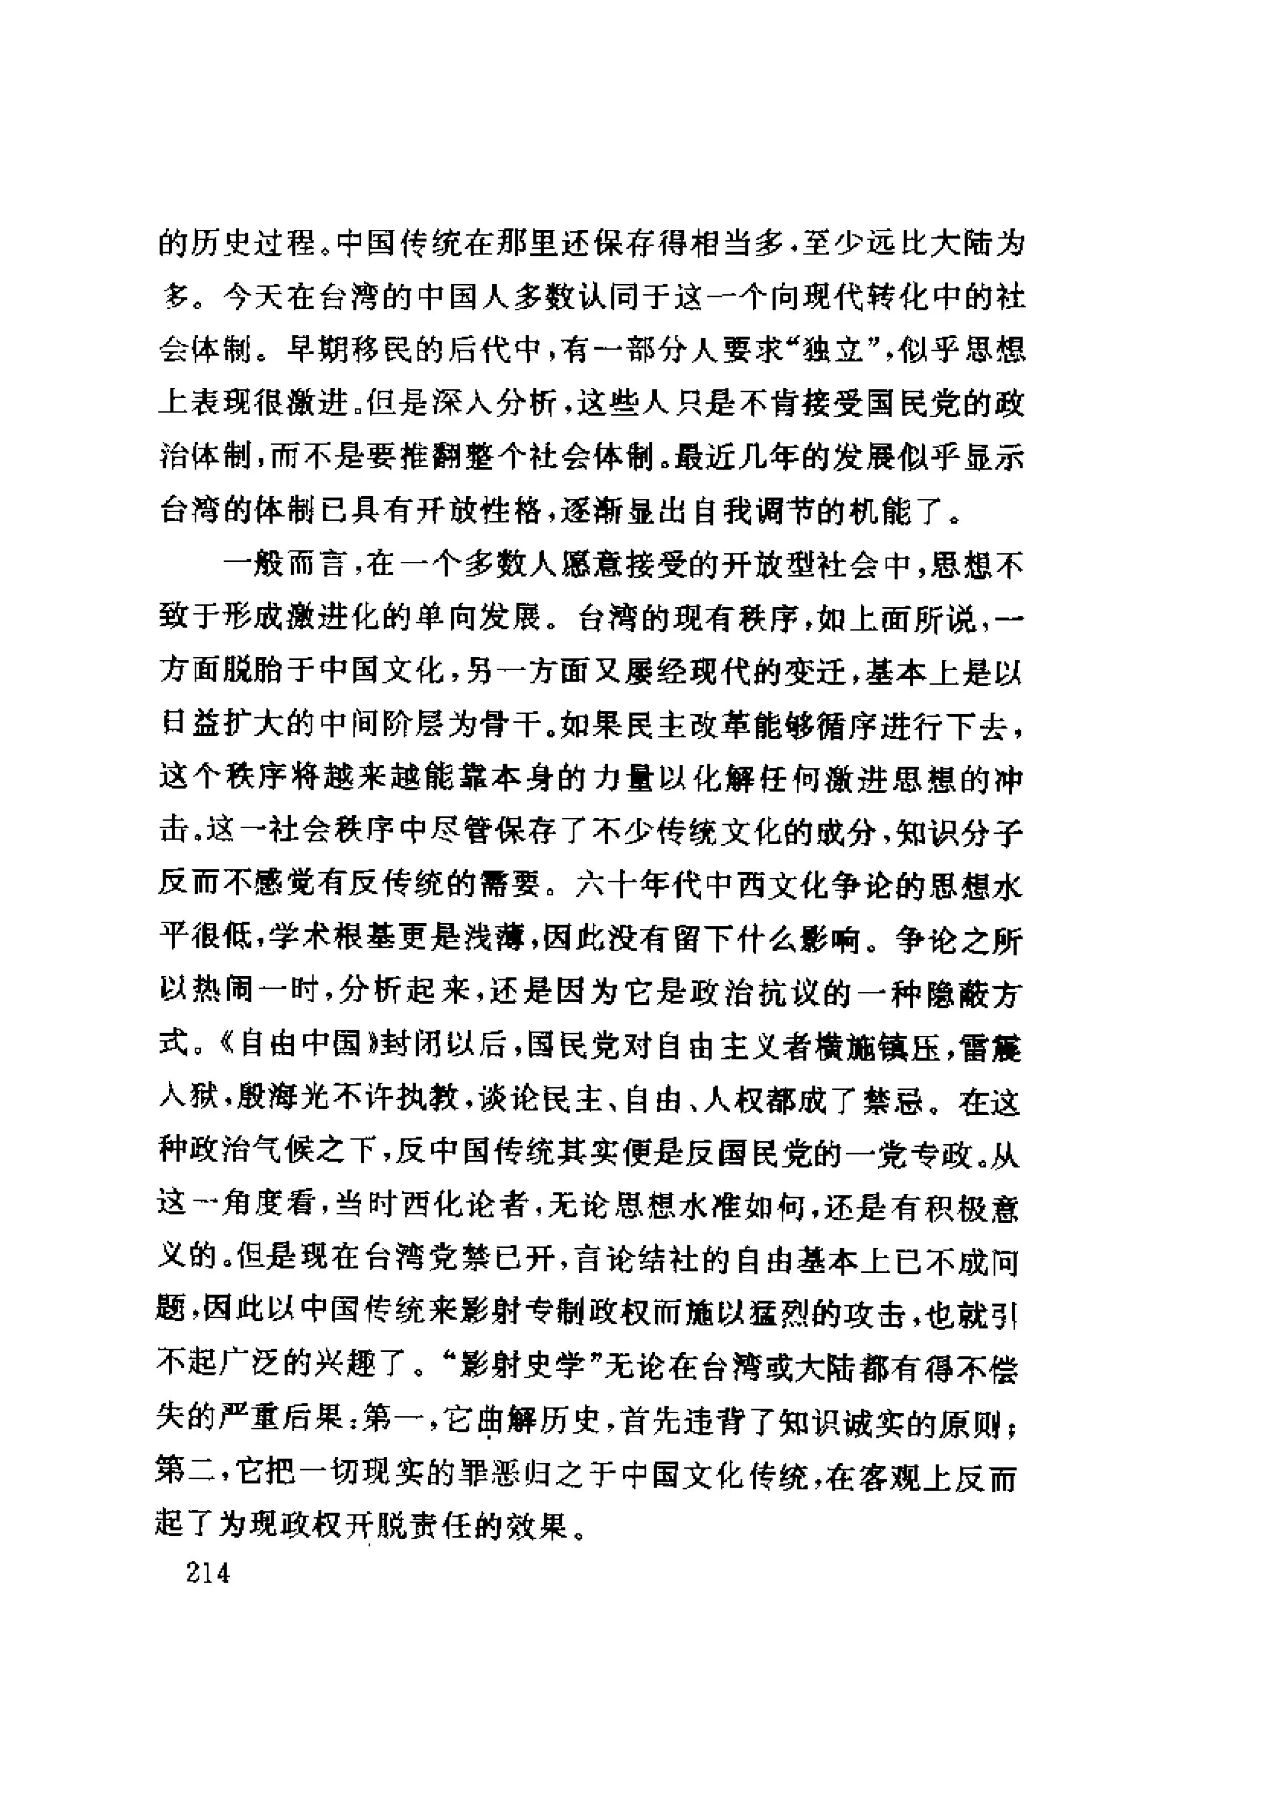 的历史过程。中国传统在那里还保存得相当多,至少远比大陆为
多。今天在台湾的中国人多数认同于这一个向现代转化中的社
会体制。早期移民的后代中,有一部分人要求“独立”,似乎思想
上表现很激进。但是深入分析,这些人只是不肯接受国民党的政
治体制,而不是要推翻整个社会体制。最近几年的发展似乎显示
台湾的体制已具有开放性格,逐渐显出自我调节的机能了。
一般而言,在一个多数人愿意接受的开放型社会中,思想不
致于形成激进化的单向发展。台湾的现有秩序,如上面所说,一
方面脱胎于中国文化,另一方面又屡经现代的变迁,基本上是以
日益扩大的中间阶层为骨干。如果民主改革能够循序进行下去,
这个秩序将越来越能靠本身的力量以化解任何激进思想的冲
击。这一社会秩序中尽管保存了不少传统文化的成分,知识分子
反而不感觉有反传统的需要。六十年代中西文化争论的思想水
平很低,学术根基更是浅薄,因此没有留下什么影响。争论之所
以热闹一时,分析起来,还是因为它是政治抗议的一种隐蔽方
式。《自由中国》封闭以后,国民党对自由主义者横施镇压,雷震
入狱,殷海光不许执教,谈论民主、自由、人权都成了禁忌。在这
种政治气候之下,反中国传统其实便是反国民党的一党专政。从
这一角度看,当时西化论者,无论思想水准如何,还是有积极意
义的。但是现在台湾党禁已开,言论结社的自由基本上已不成问
题,因此以中国传统来影射专制政权而施以猛烈的攻击,也就引
不起广泛的兴趣了。“影射史学”无论在台湾或大陆都有得不偿
失的严重后果:第一,它曲解历史,首先违背了知识诚实的原则;
第二,它把一切现实的罪恶归之于中国文化传统,在客观上反而
起了为现政权开脱责任的效果。
214